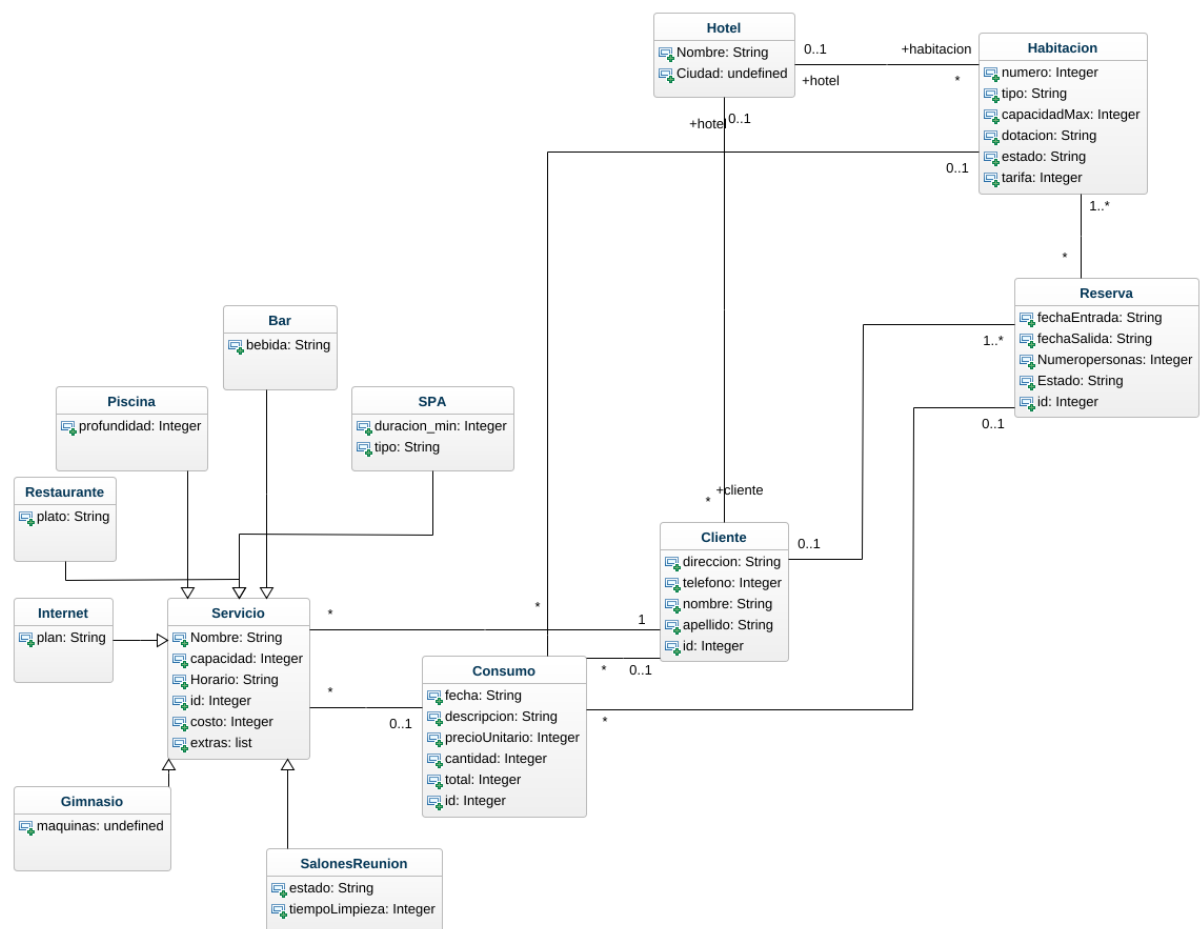 Hotel
Nombre: String
Ciudad: undefined
0..1
+habitacion
+hotel
*
Habitacion
numero: Integer
tipo: String
capacidadMax: Integer
dotacion: String
estado: String
tarifa: Integer
+hotel
0..1
0..1
1..*
*
Reserva
fechaEntrada: String
fechaSalida: String
Numeropersonas: Integer
Estado: String
id: Integer
1..*
0..1
Bar
bebida: String
Piscina
profundidad: Integer
SPA
duracion_min: Integer
tipo: String
Restaurante
plato: String
+cliente
*
Cliente
direccion: String
telefono: Integer
nombre: String
apellido: String
id: Integer
0..1
Internet
plan: String
Servicio
Nombre: String
capacidad: Integer
Horario: String
id: Integer
costo: Integer
extras: list
*
*
1
*
0..1
*
0..1
*
Consumo
fecha: String
descripcion: String
precioUnitario: Integer
cantidad: Integer
total: Integer
id: Integer
Gimnasio
maquinas: undefined
SalonesReunion
estado: String
tiempoLimpieza: Integer